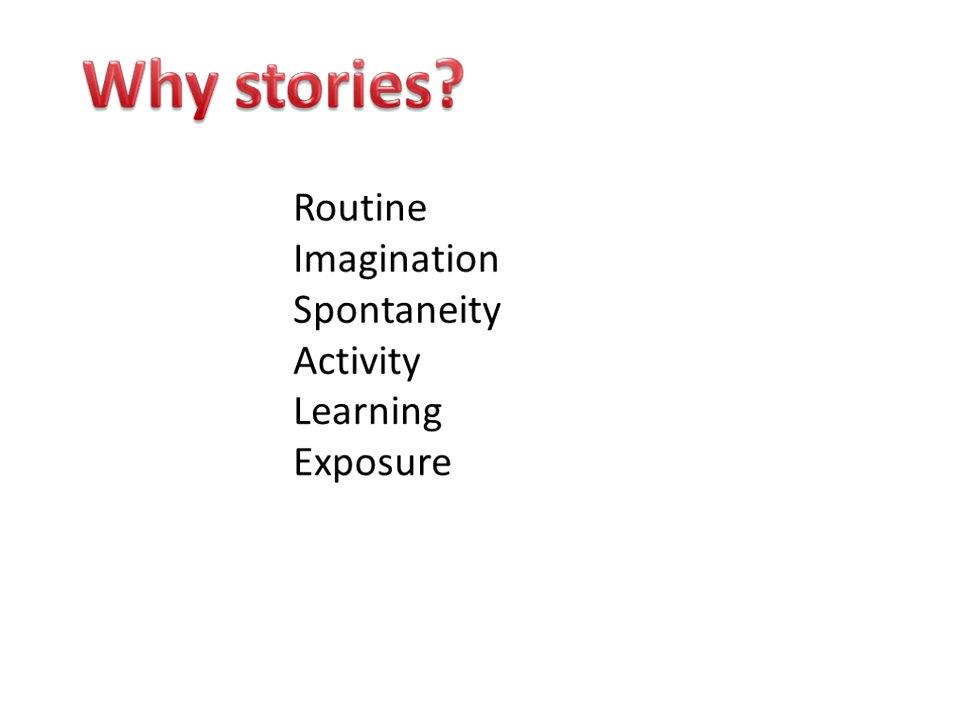 Why stories?
Routine
Imagination
Spontaneity
Activity
Learning
Exposure